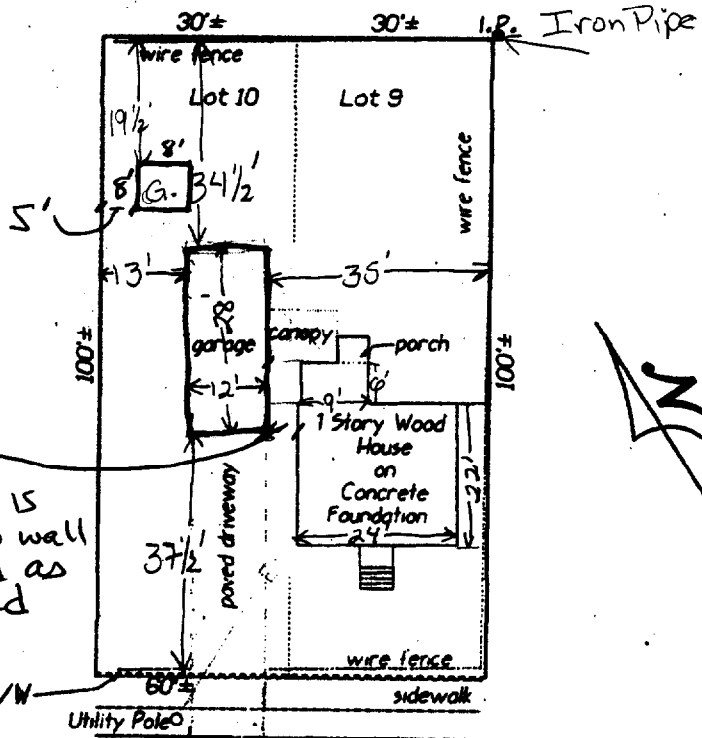 30'± 30'± I.P. Iron Pipe
wire fence
Lot 10 Lot 9
19½'
8'
8' G. 34½'
5'
wire fence
13' 35'
28'
canopy
porch
garage
100'± 100'±
12'
9' 6'
1 Story Wood
House
on
Concrete
Foundation
22'
24'
is
wall
as
37½'
paved driveway
wire fence
/W
60'±
sidewalk
Utility Pole
N